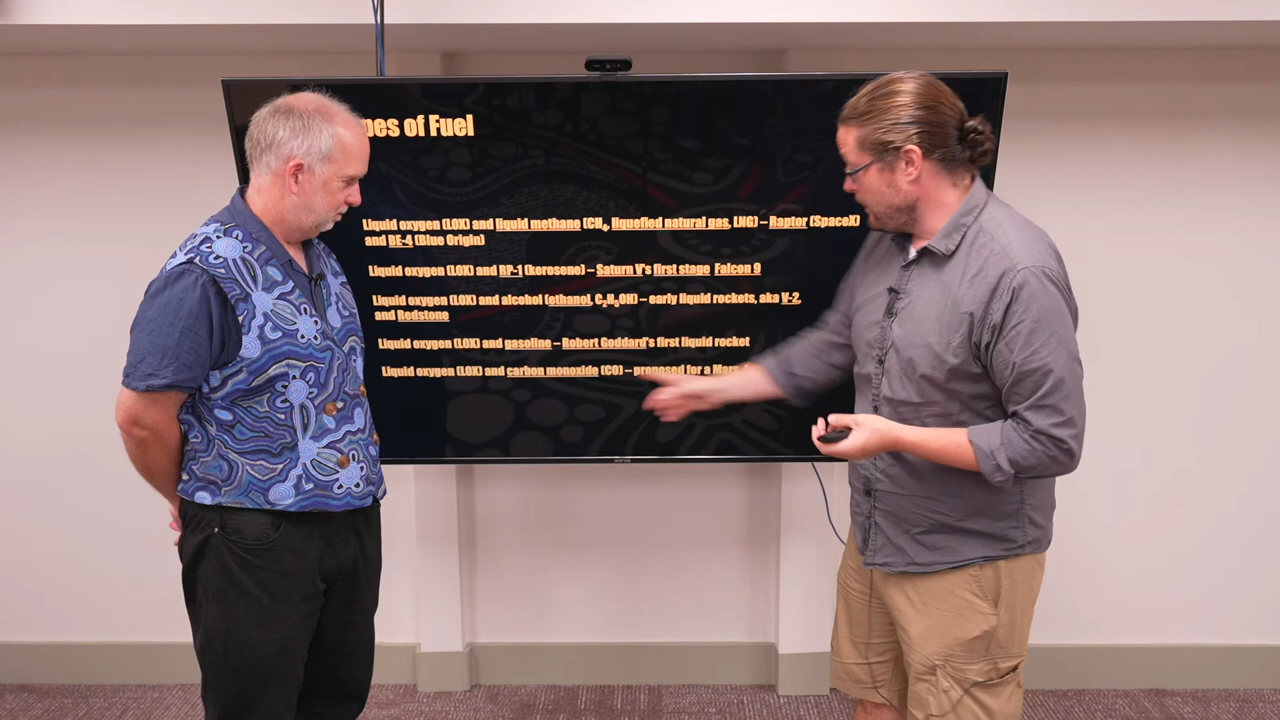 of Fuel
Liquid oxygen (LOX) and liquid methane (CH₄, liquefied natural gas, LNG) – Raptor (SpaceX)
and BE-4 (Blue Origin)
Liquid oxygen (LOX) and RP-1 (kerosene) – Saturn V's first stage Falcon 9
Liquid oxygen (LOX) and alcohol (ethanol, C₂H₅OH) – early liquid rockets, aka V-2,
and Redstone
Liquid oxygen (LOX) and gasoline – Robert Goddard's first liquid rocket
Liquid oxygen (LOX) and carbon monoxide (CO) – proposed for a